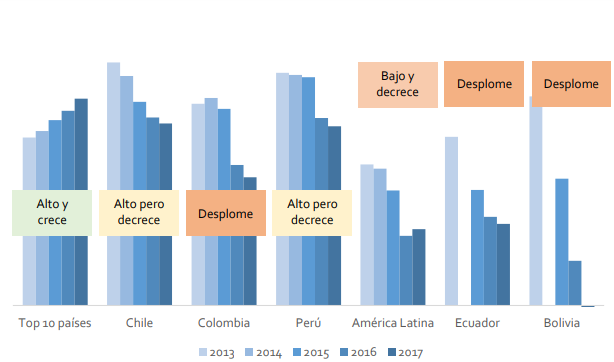 Bajo y
decrece
Desplome
Desplome
Alto y
crece
Alto pero
decrece
Desplome
Alto pero
decrece
Top 10 países
Chile
Colombia
Perú
América Latina
Ecuador
Bolivia
2013
2014
2015
2016
2017